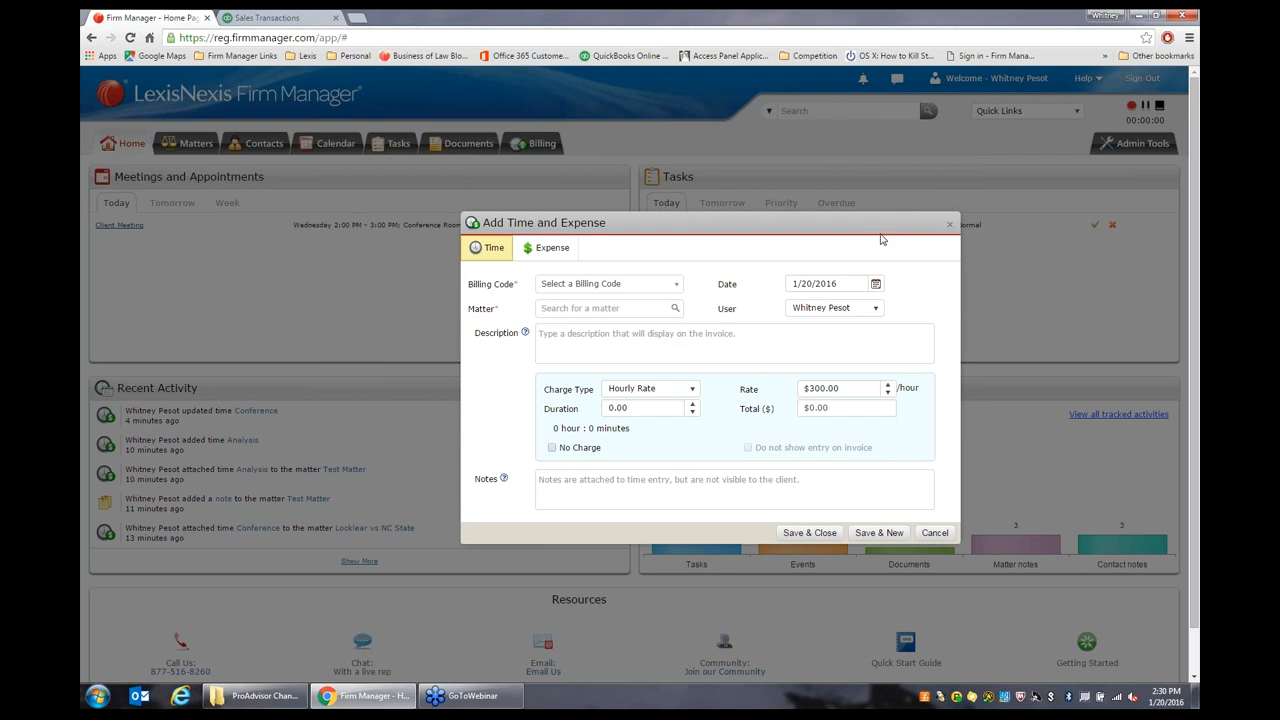 Firm Manager - Home Pag
Sales Transactions
Whitney
https://reg.firmmanager.com/app/#
Apps
Google Maps
Firm Manager Links
Lexis
Personal
Business of Law Blo...
Office 365 Custome...
QuickBooks Online ...
Access Panel Applic...
Competition
OS X: How to Kill St...
Sign in - Firm Mana...
»
Other bookmarks
LexisNexis Firm Manager®
Welcome - Whitney Pesot
Help
Sign Out
Search
Quick Links
00:00:00
Home
Matters
Contacts
Calendar
Tasks
Documents
Billing
Admin Tools
Meetings and Appointments
Tasks
Today
Tomorrow
Week
Today
Tomorrow
Priority
Overdue
Client Meeting
Wednesday 2:00 PM - 3:00 PM: Conference Room
Add Time and Expense
Time
Expense
Billing Code*
Select a Billing Code
Date
1/20/2016
Matter*
Search for a matter
User
Whitney Pesot
Description
Type a description that will display on the invoice.
Charge Type
Hourly Rate
Rate
$300.00
/hour
Duration
0.00
Total ($)
$0.00
0 hour : 0 minutes
No Charge
Do not show entry on invoice
Notes
Notes are attached to time entry, but are not visible to the client.
Save & Close
Save & New
Cancel
Recent Activity
View all tracked activities
Whitney Pesot updated time Conference
4 minutes ago
Whitney Pesot added time Analysis
10 minutes ago
Whitney Pesot attached time Analysis to the matter Test Matter
10 minutes ago
Whitney Pesot added a note to the matter Test Matter
11 minutes ago
Whitney Pesot attached time Conference to the matter Locklear vs NC State
13 minutes ago
Show More
3
3
Tasks
Events
Documents
Matter notes
Contact notes
Resources
Call Us:
877-516-8260
Chat:
With a live rep
Email:
Email Us
Community:
Join our Community
Quick Start Guide
Getting Started
ProAdvisor Chan...
Firm Manager - H...
GoToWebinar
2:30 PM
1/20/2016